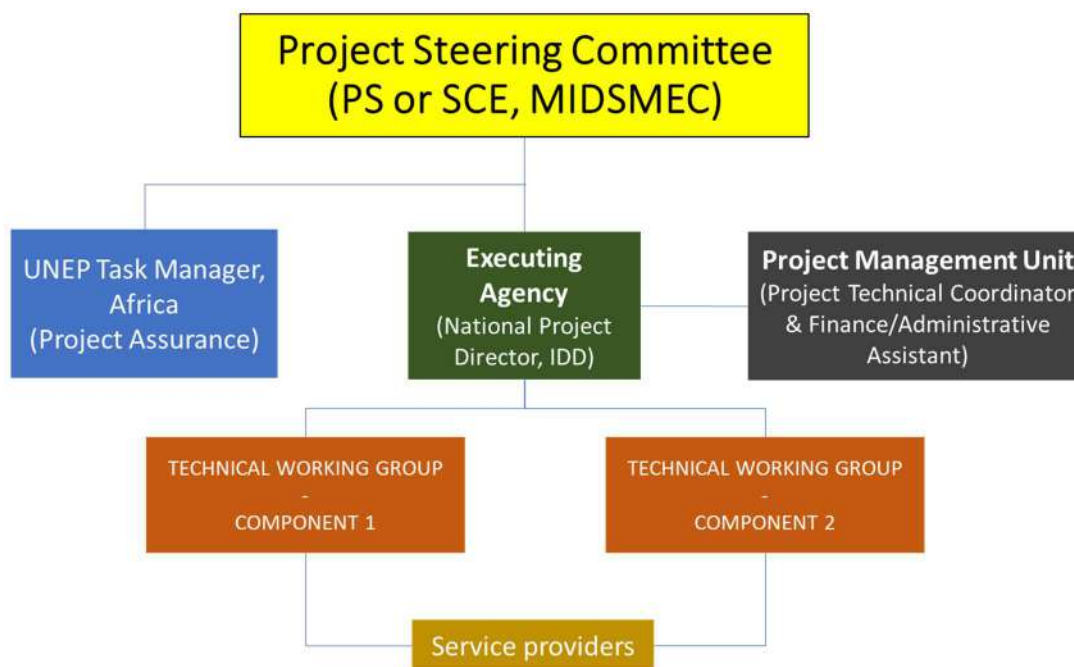 Project Steering Committee
(PS or SCE, MIDSMEC)
UNEP Task Manager,
Africa
(Project Assurance)
Executing
Agency
(National Project
Director, IDD)
Project Management Unit
(Project Technical Coordinator
& Finance/Administrative
Assistant)
TECHNICAL WORKING GROUP
-
COMPONENT 1
TECHNICAL WORKING GROUP
-
COMPONENT 2
Service providers